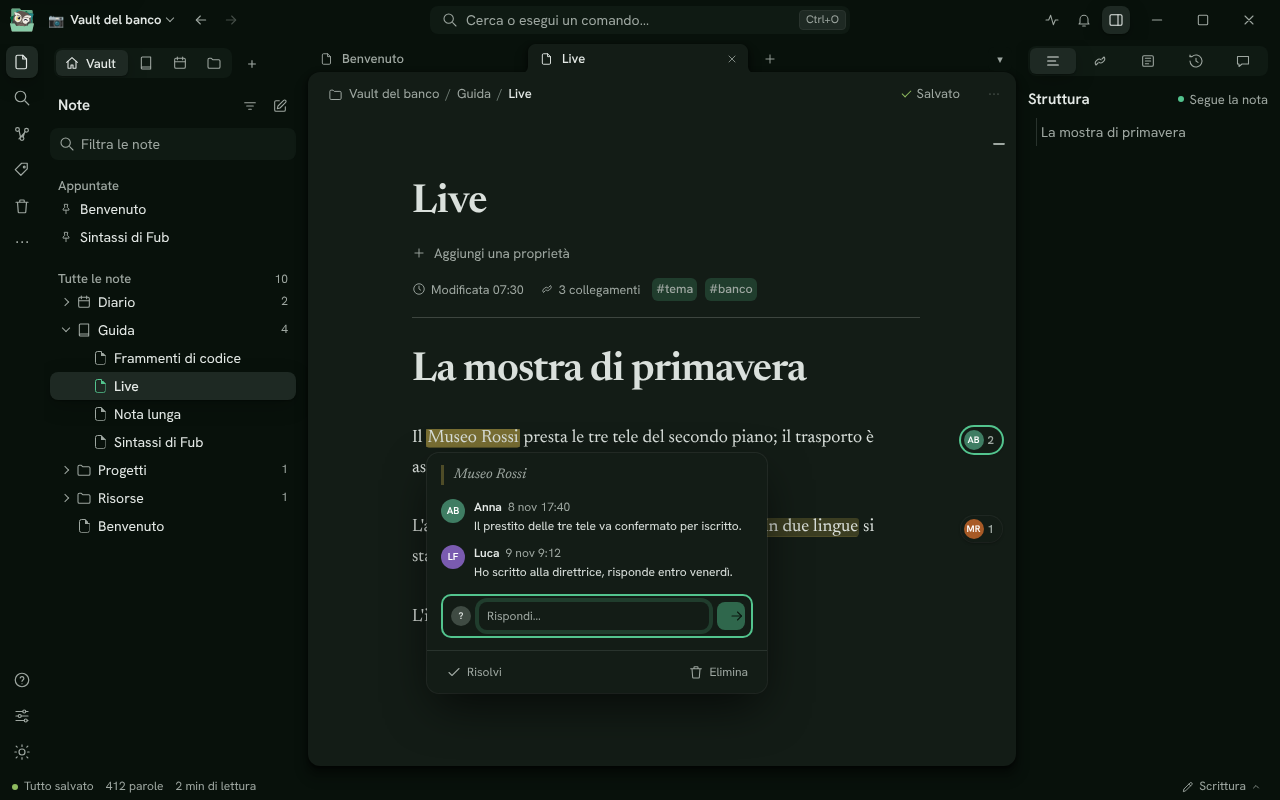 Vault del banco
Cerca o esegui un comando...
Ctrl+O
Vault
Benvenuto
Live
Note
Vault del banco / Guida / Live
Salvato
Struttura
Segue la nota
Filtra le note
La mostra di primavera
Appuntate
Benvenuto
Sintassi di Fub
Tutte le note 10
Diario 2
Guida 4
Frammenti di codice
Live
Nota lunga
Sintassi di Fub
Progetti 1
Risorse 1
Benvenuto
Live
Aggiungi una proprietà
Modificata 07:30
3 collegamenti
#tema
#banco
La mostra di primavera
Il Museo Rossi presta le tre tele del secondo piano; il trasporto è
AB 2
Museo Rossi
AB Anna 8 nov 17:40
Il prestito delle tre tele va confermato per iscritto.
in due lingue si
MR 1
LF Luca 9 nov 9:12
Ho scritto alla direttrice, risponde entro venerdì.
? Rispondi...
Risolvi
Elimina
Tutto salvato
412 parole
2 min di lettura
Scrittura